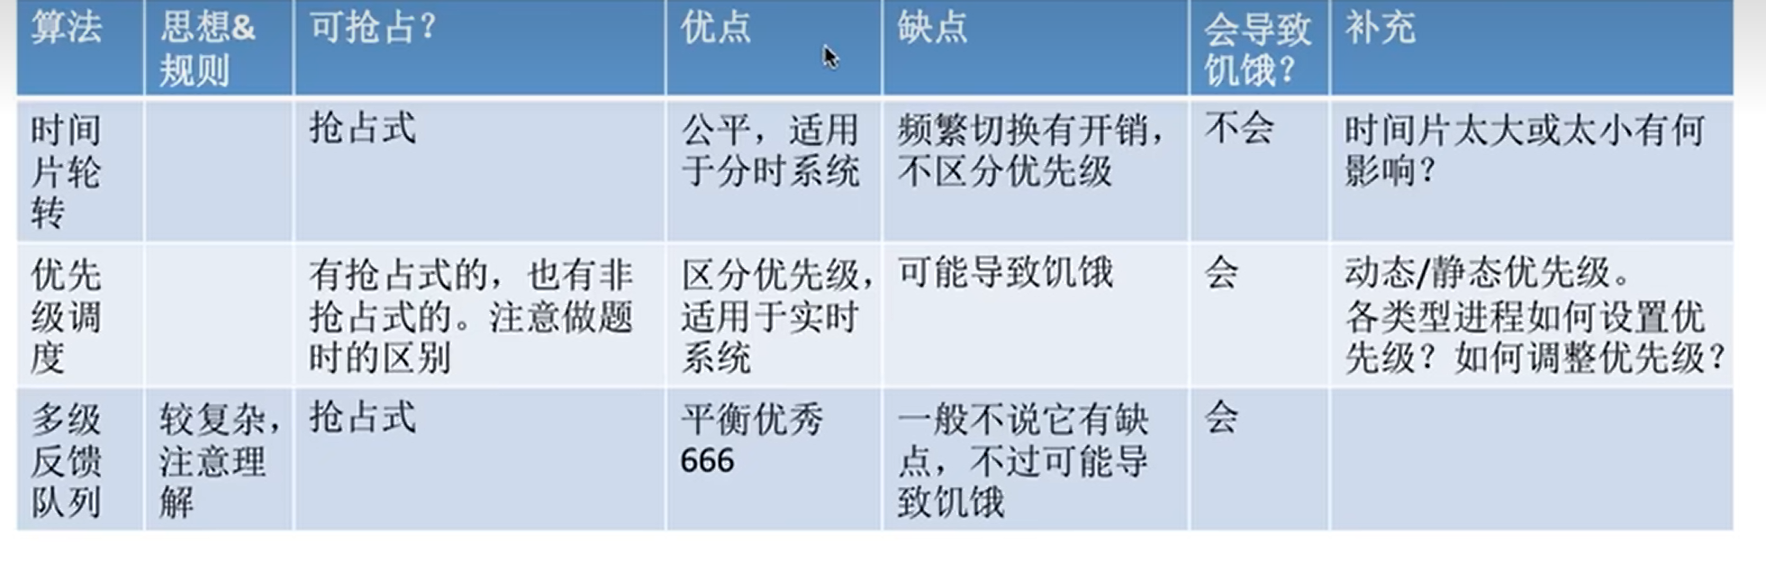 算法
思想&
规则
可抢占？
优点
缺点
会导致
饥饿？
补充
时间
片轮
转
抢占式
公平，适用
于分时系统
频繁切换有开销，
不区分优先级
不会
时间片太大或太小有何
影响？
优先
级调
度
有抢占式的，也有非
抢占式的。注意做题
时的区别
区分优先级，
适用于实时
系统
可能导致饥饿
会
动态/静态优先级。
各类型进程如何设置优
先级？如何调整优先级？
多级
反馈
队列
较复杂，
注意理
解
抢占式
平衡优秀
666
一般不说它有缺
点，不过可能导
致饥饿
会